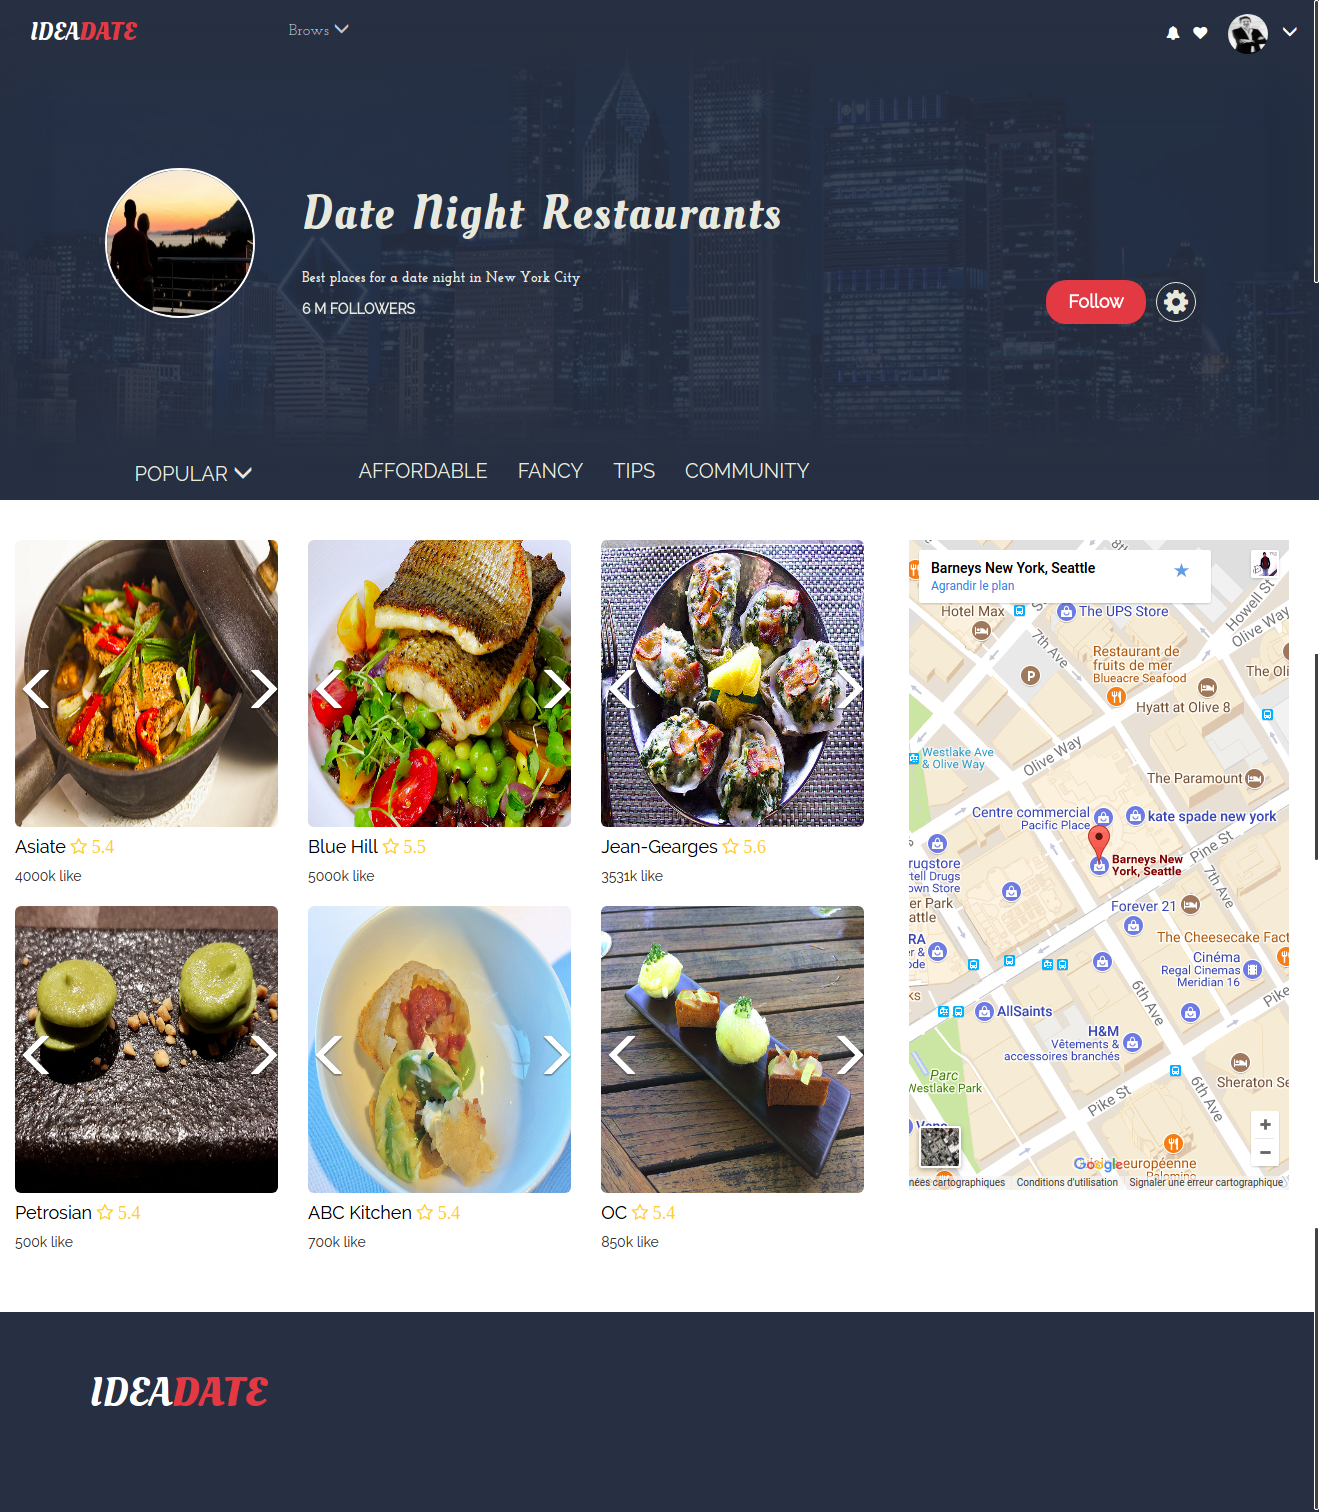 IDEADATE
Brows
Date Night Restaurants
Best places for a date night in New York City
6 M FOLLOWERS
Follow
POPULAR
AFFORDABLE
FANCY
TIPS
COMMUNITY
Asiate 5.4
4000k like
Blue Hill 5.5
5000k like
Jean-Gearges 5.6
3531k like
Petrosian 5.4
500k like
ABC Kitchen 5.4
700k like
OC 5.4
850k like
Barneys New York, Seattle
Agrandir le plan
Hotel Max
The UPS Store
Howell St
Olive Way
7th Ave
Restaurant de
fruits de mer
Blueacre Seafood
The Oli
P
Hyatt at Olive 8
Westlake Ave
& Olive Way
Olive Way
The Paramount
Centre commercial
Pacific Place
kate spade new york
Pine St
Barneys New
York, Seattle
rugstore
rtell Drugs
own Store
7th Ave
er Park
attle
Forever 21
RA
er &
ode
The Cheesecake Fact
Cinéma
Regal Cinemas
Meridian 16
ks
6th Ave
Pike
AllSaints
H&M
Vêtements &
accessoires branchés
Parc
Westlake Park
Sheraton Se
Pike St
6th Ave
+
−
Google
européenne
nées cartographiques
Conditions d'utilisation
Signaler une erreur cartographique
IDEADATE